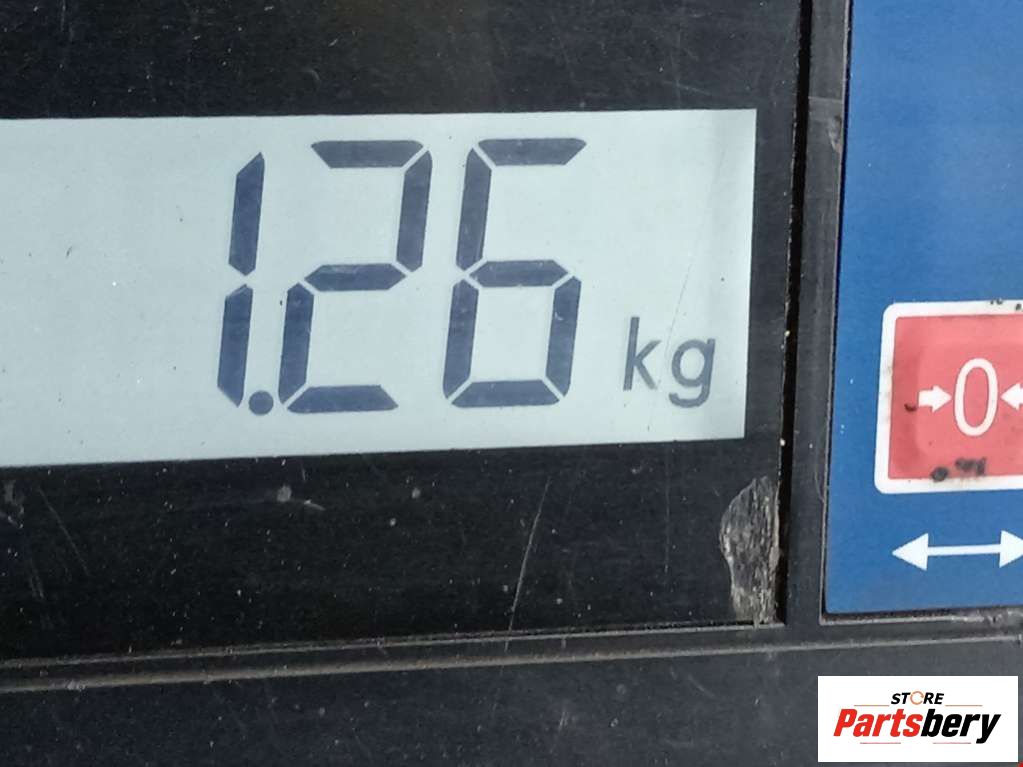 1.26 kg
→0←
STORE
Partsbery